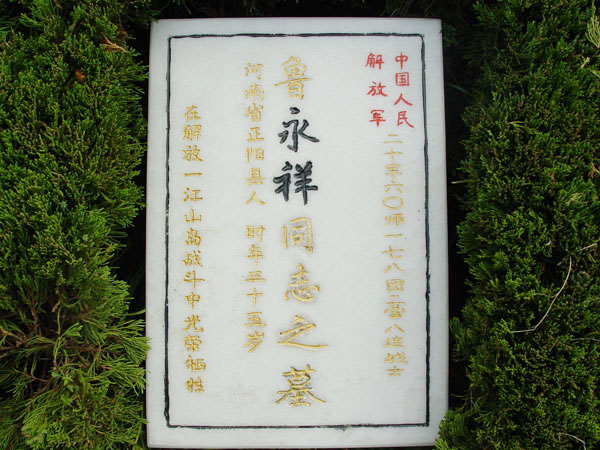 中国人民
解放军
二十军六〇师一七八团二营八连战士
鲁永祥同志之墓
河南省正阳县人 时年三十五岁
在解放一江山岛战斗中光荣牺牲